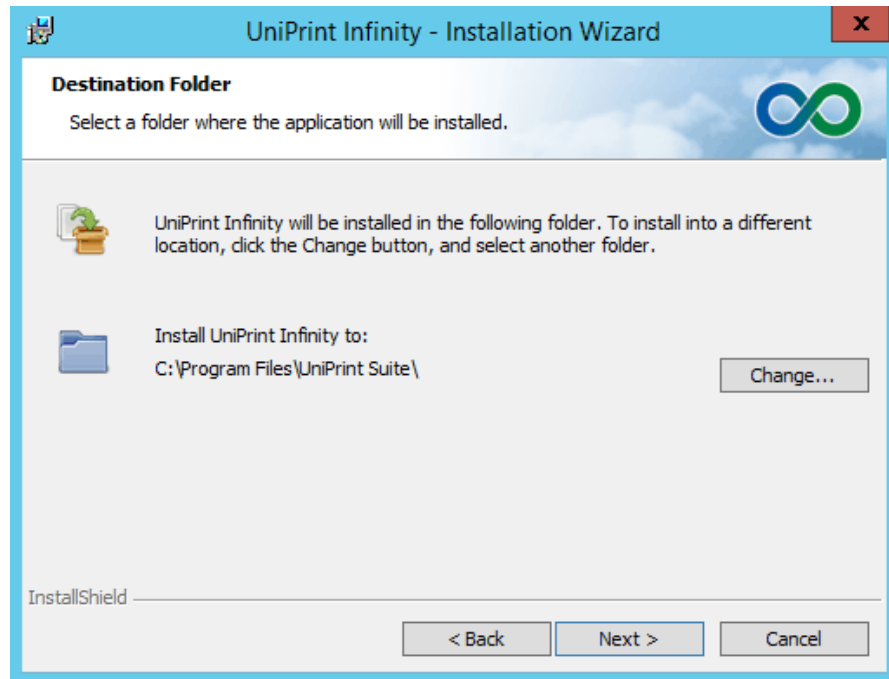 UniPrint Infinity - Installation Wizard
x
Destination Folder
Select a folder where the application will be installed.
UniPrint Infinity will be installed in the following folder. To install into a different
location, click the Change button, and select another folder.
Install UniPrint Infinity to:
C:\Program Files\UniPrint Suite\
Change...
InstallShield
< Back
Next >
Cancel